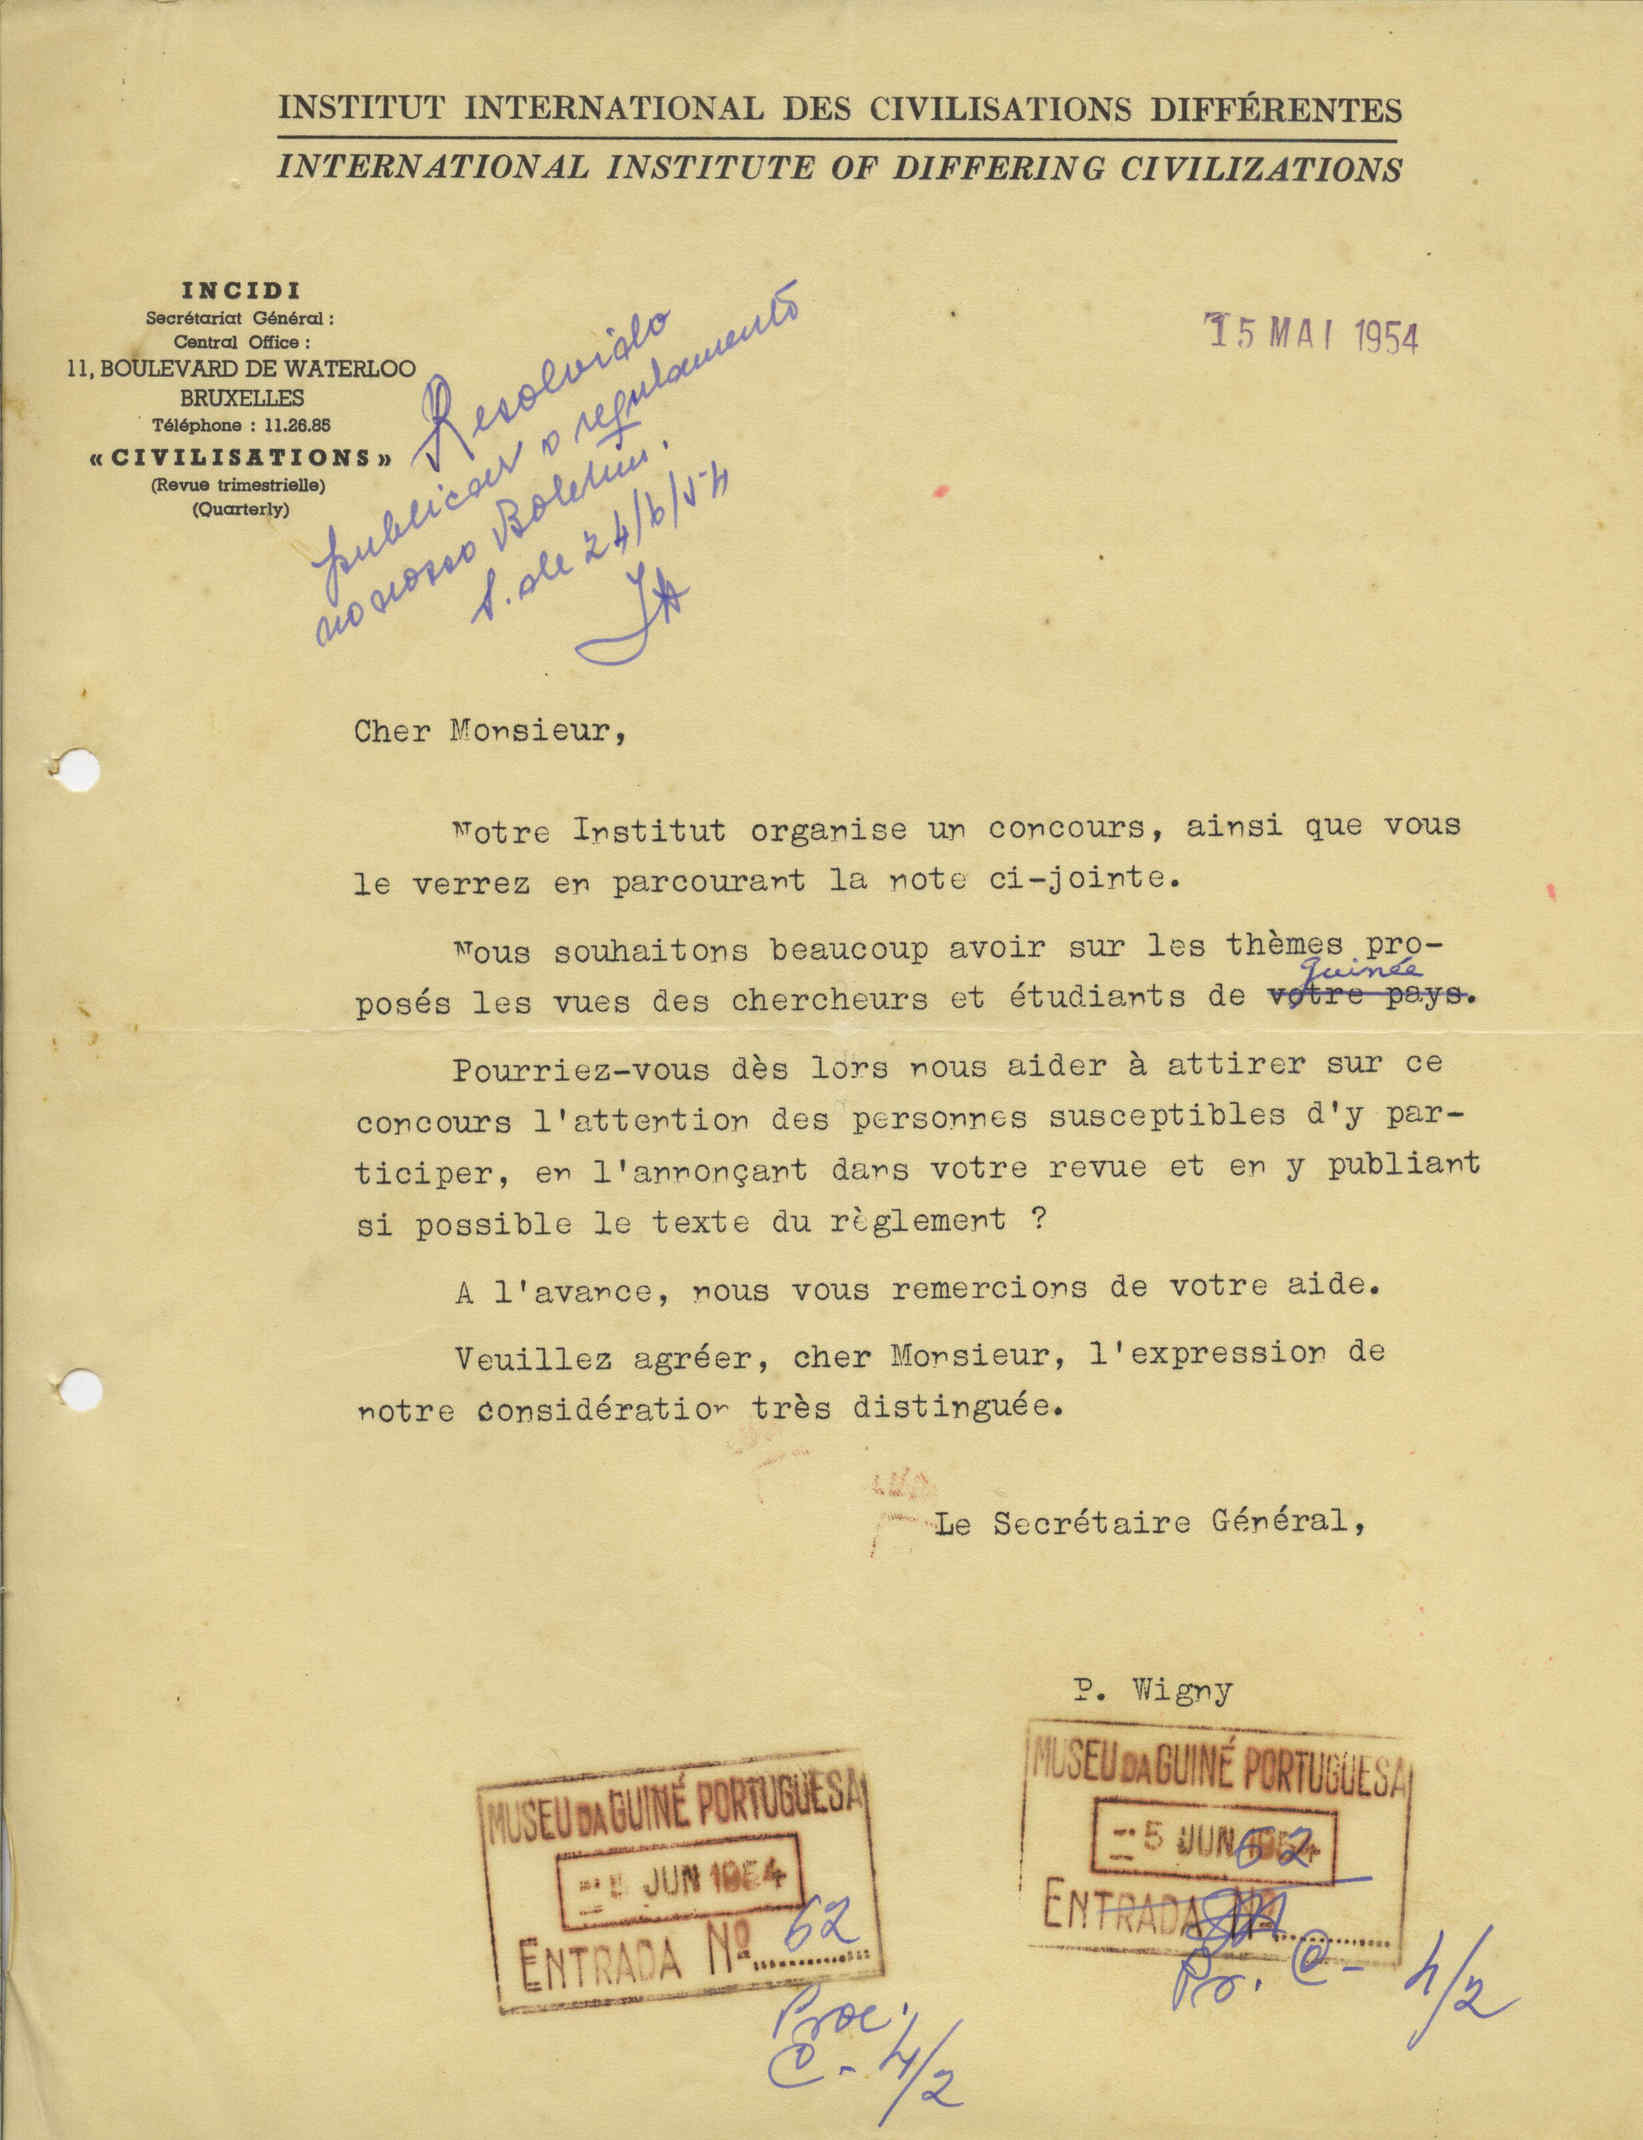 INSTITUT INTERNATIONAL DES CIVILISATIONS DIFFÉRENTES
INTERNATIONAL INSTITUTE OF DIFFERING CIVILIZATIONS
INCIDI
Secrétariat Général :
Central Office :
11, BOULEVARD DE WATERLOO
BRUXELLES
Téléphone : 11.26.85
« CIVILISATIONS »
(Revue trimestrielle)
(Quarterly)
15 MAI 1954
Resolvido
publicar o regulamento
no nosso Boletim.
S. de 24/6/54
Cher Monsieur,
Notre Institut organise un concours, ainsi que vous
le verrez en parcourant la note ci-jointe.
Nous souhaitons beaucoup avoir sur les thèmes pro-
Guinée
posés les vues des chercheurs et étudiants de votre pays.
Pourriez-vous dès lors nous aider à attirer sur ce
concours l'attention des personnes susceptibles d'y par-
ticiper, en l'annonçant dans votre revue et en y publiant
si possible le texte du règlement ?
A l'avance, nous vous remercions de votre aide.
Veuillez agréer, cher Monsieur, l'expression de
notre considération très distinguée.
Le Secrétaire Général,
P. Wigny
MUSEU DA GUINÉ PORTUGUESA
JUN 1954
ENTRADA Nº 62
Proc.
C - 4/2
MUSEU DA GUINÉ PORTUGUESA
- 5 JUN 1954
62
ENTRADA Nº
Pr. C - 4/2